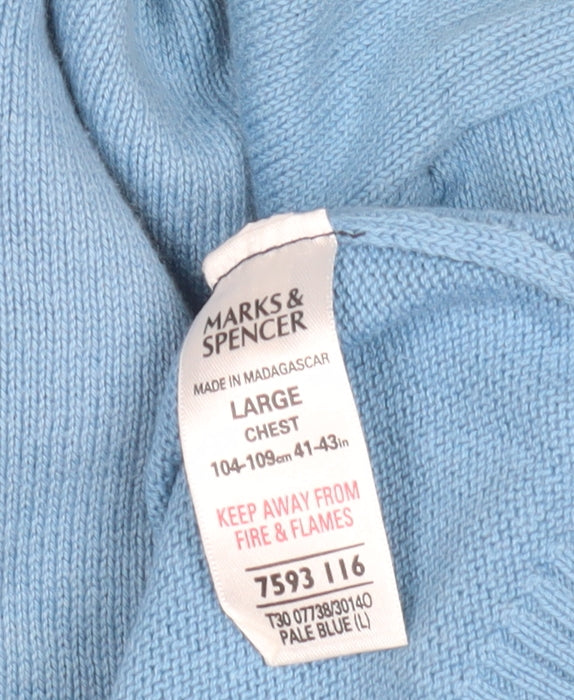 MARKS &
SPENCER
MADE IN MADAGASCAR
LARGE
CHEST
104-109cm 41-43in
KEEP AWAY FROM
FIRE & FLAMES
7593 116
T30 07738/30140
PALE BLUE (L)